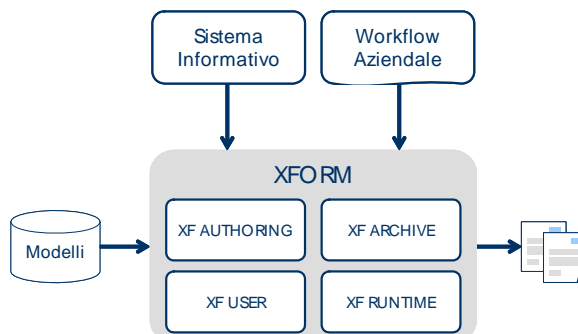 Sistema
Informativo
Workflow
Aziendale
XFORM
XF AUTHORING
XF ARCHIVE
Modelli
XF USER
XF RUNTIME